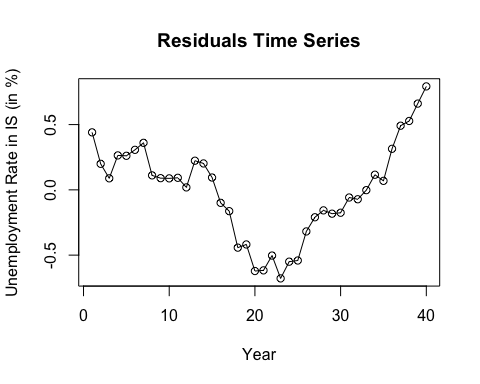 Residuals Time Series
Unemployment Rate in IS (in %)
0.5
0.0
-0.5
0 10 20 30 40
Year